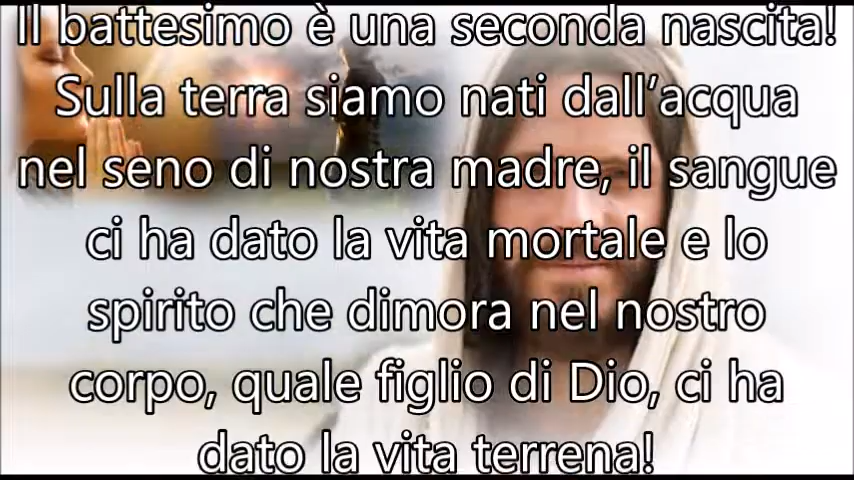 Il battesimo è una seconda nascita!
Sulla terra siamo nati dall’acqua
nel seno di nostra madre, il sangue
ci ha dato la vita mortale e lo
spirito che dimora nel nostro
corpo, quale figlio di Dio, ci ha
dato la vita terrena!